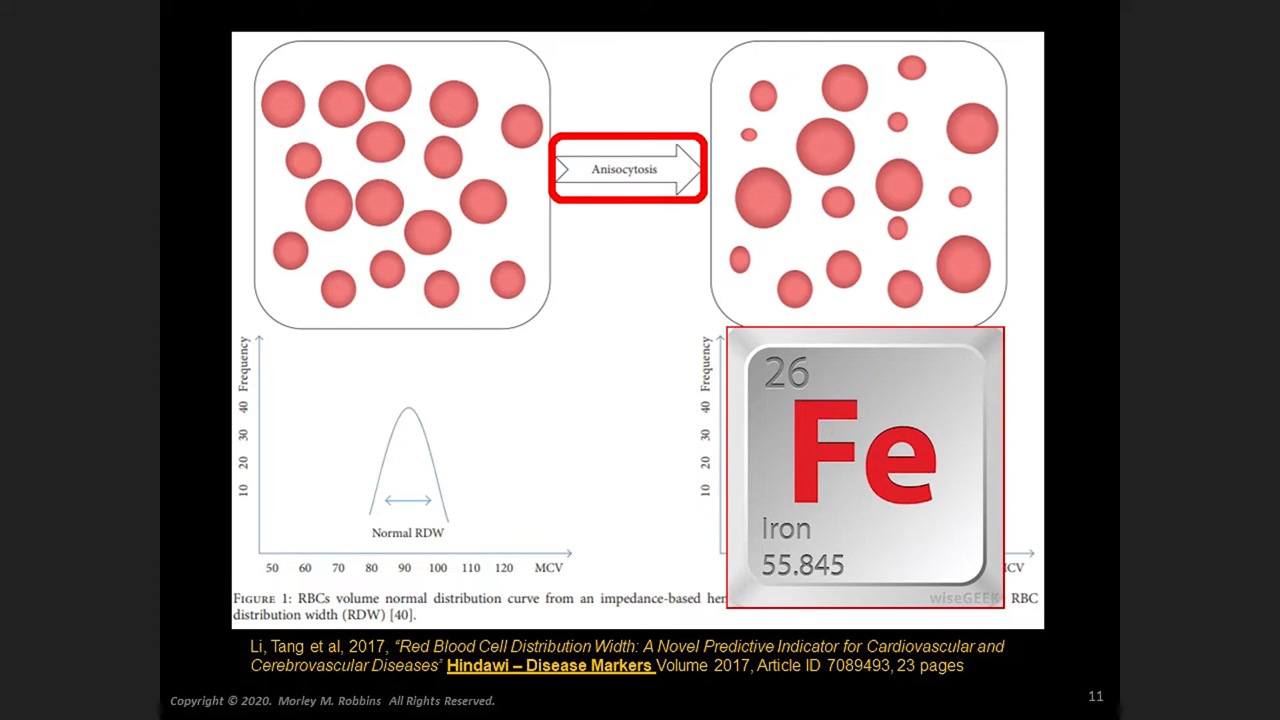 Anisocytosis
Frequency
40
30
20
10
Normal RDW
50 60 70 80 90 100 110 120 MCV
Frequency
40
30
20
10
26
Fe
Iron
55.845
wiseGEEK
FIGURE 1: RBCs volume normal distribution curve from an impedance-based RBC
distribution width (RDW) [40].
Li, Tang et al, 2017, “Red Blood Cell Distribution Width: A Novel Predictive Indicator for Cardiovascular and
Cerebrovascular Diseases” Hindawi – Disease Markers Volume 2017, Article ID 7089493, 23 pages
Copyright © 2020. Morley M. Robbins All Rights Reserved.
11